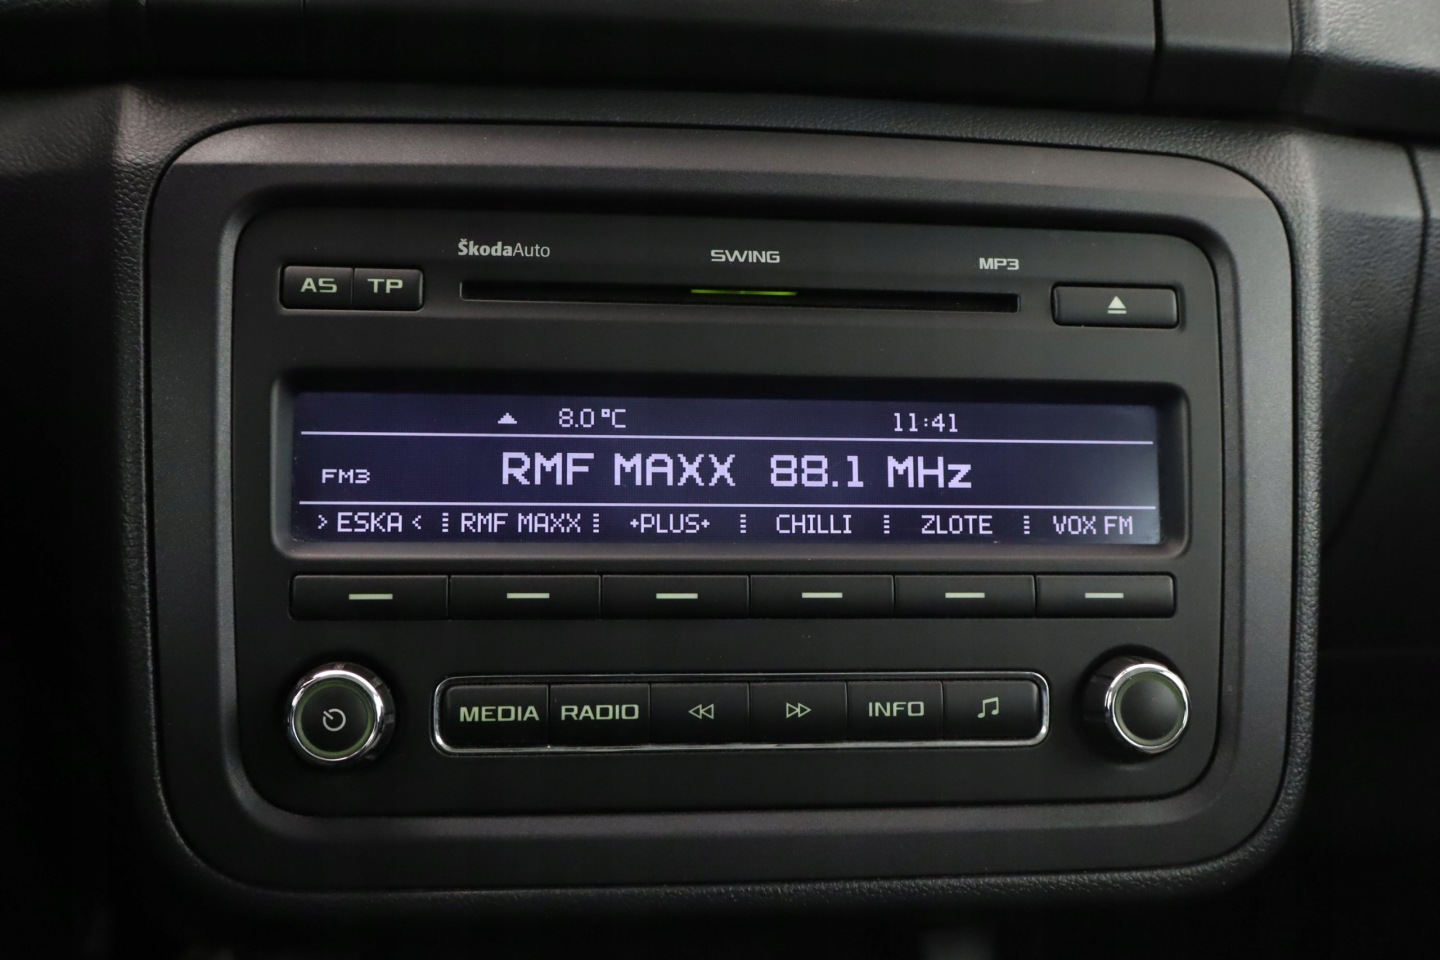 ŠkodaAuto
SWING
MP3
AS TP
8.0 °C 11:41
FM3 RMF MAXX 88.1 MHz
> ESKA < RMF MAXX +PLUS+ CHILLI ZLOTE VOX FM
MEDIA RADIO INFO